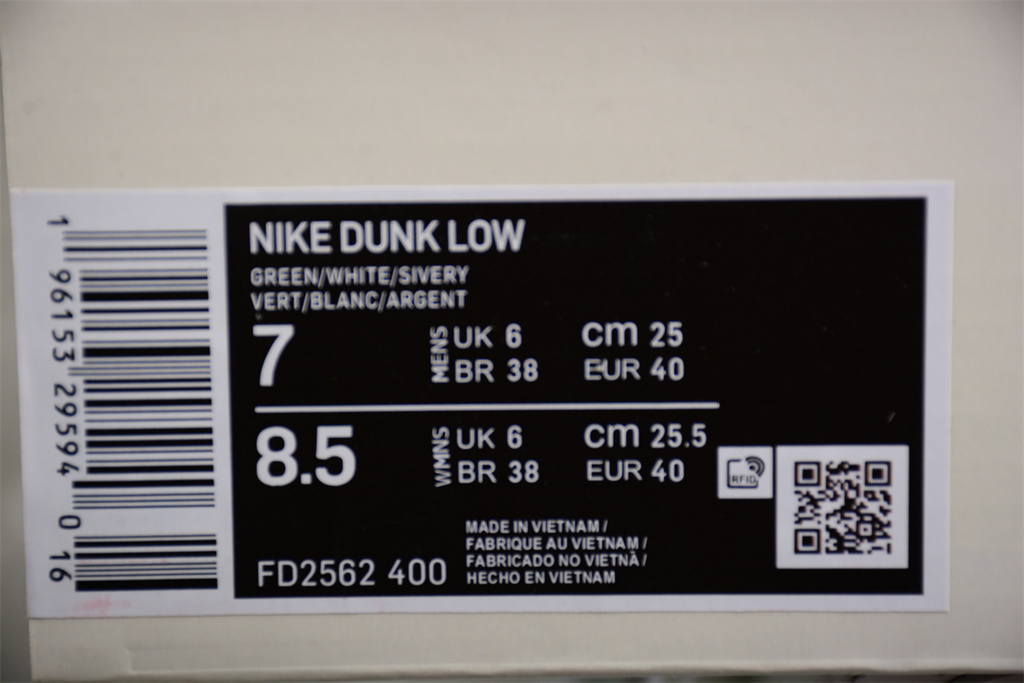 1 96153 29594 0 16
NIKE DUNK LOW
GREEN/WHITE/SIVERY
VERT/BLANC/ARGENT
7 MENS UK 6 cm 25
BR 38 EUR 40
8.5 WMNS UK 6 cm 25.5
BR 38 EUR 40
RFID
MADE IN VIETNAM /
FABRIQUE AU VIETNAM /
FABRICADO NO VIETNÃ /
HECHO EN VIETNAM
FD2562 400